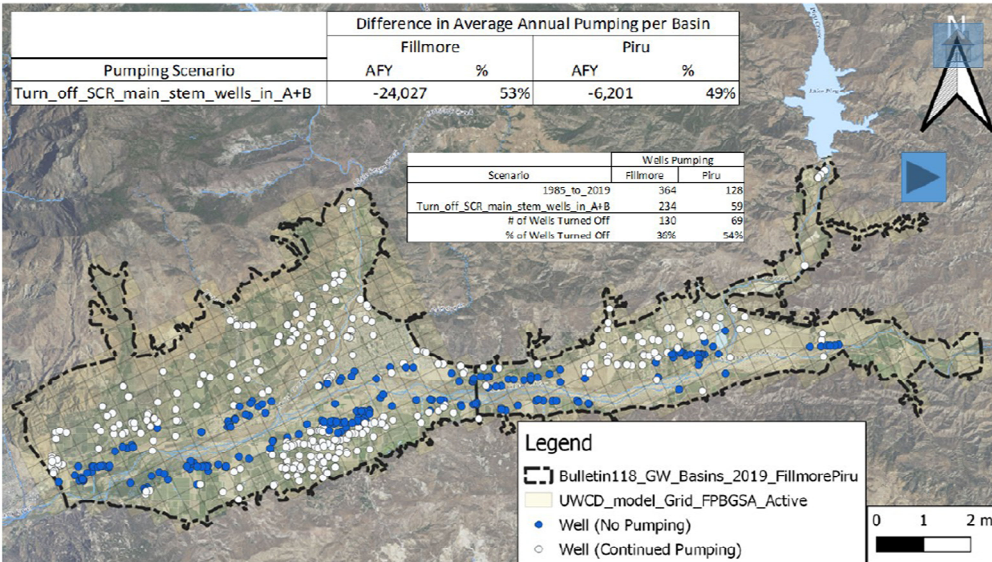 Difference in Average Annual Pumping per Basin
Fillmore Piru
Pumping Scenario AFY % AFY %
Turn_off_SCR_main_stem_wells_in_A+B -24,027 53% -6,201 49%
N
Wells Pumping
Scenario Fillmore Piru
1985_to_2019 364 128
Turn_off_SCR_main_stem_wells_in_A+B 234 59
# of Wells Turned Off 130 69
% of Wells Turned Off 36% 54%
Legend
Bulletin118_GW_Basins_2019_FillmorePiru
UWCD_model_Grid_FPBGSA_Active
Well (No Pumping)
Well (Continued Pumping)
0 1 2 m